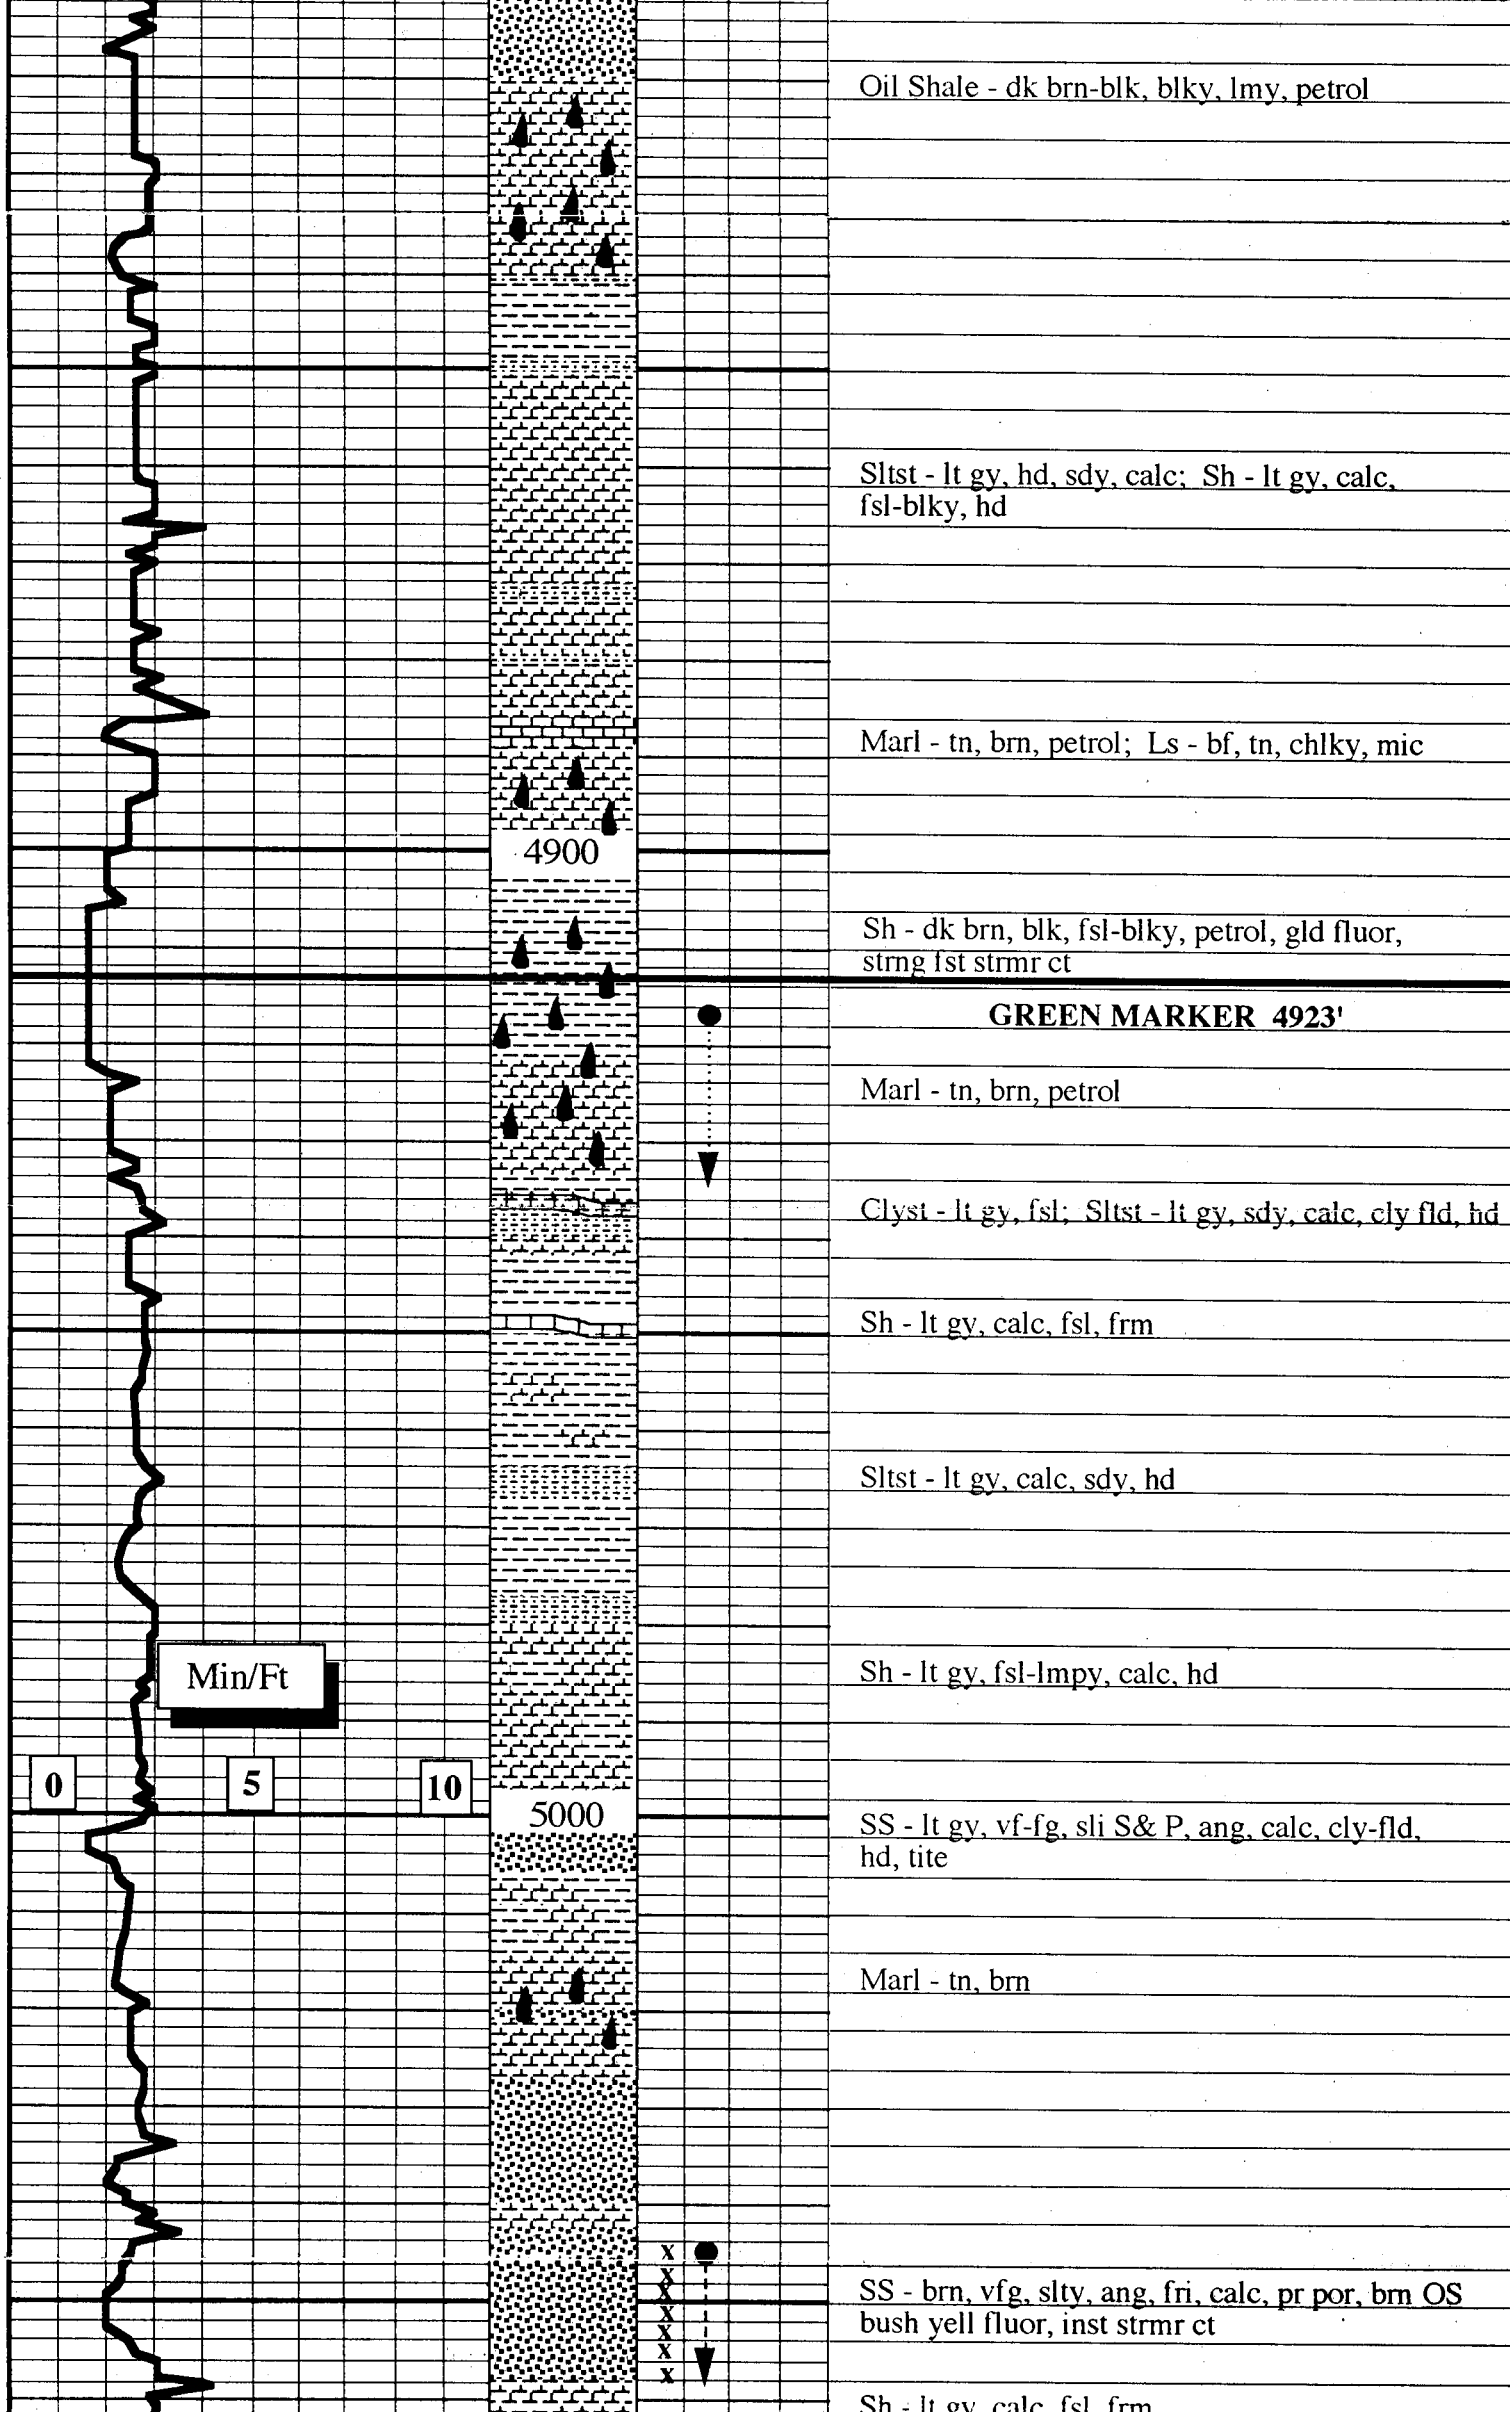 Oil Shale - dk brn-blk, blky, lmy, petrol
Sltst - lt gy, hd, sdy, calc; Sh - lt gy, calc,
fsl-blky, hd
Marl - tn, brn, petrol; Ls - bf, tn, chlky, mic
4900
Sh - dk brn, blk, fsl-blky, petrol, gld fluor,
strng fst strmr ct
GREEN MARKER 4923'
Marl - tn, brn, petrol
Clyst - lt gy, fsl; Sltst - lt gy, sdy, calc, cly fld, hd
Sh - lt gy, calc, fsl, frm
Sltst - lt gy, calc, sdy, hd
Min/Ft
Sh - lt gy, fsl-lmpy, calc, hd
0 5 10
5000
SS - lt gy, vf-fg, sli S& P, ang, calc, cly-fld,
hd, tite
Marl - tn, brn
x
x
x
x
x
x
x
SS - brn, vfg, slty, ang, fri, calc, pr por, brn OS
bush yell fluor, inst strmr ct
Sh - lt gy, calc, fsl, frm